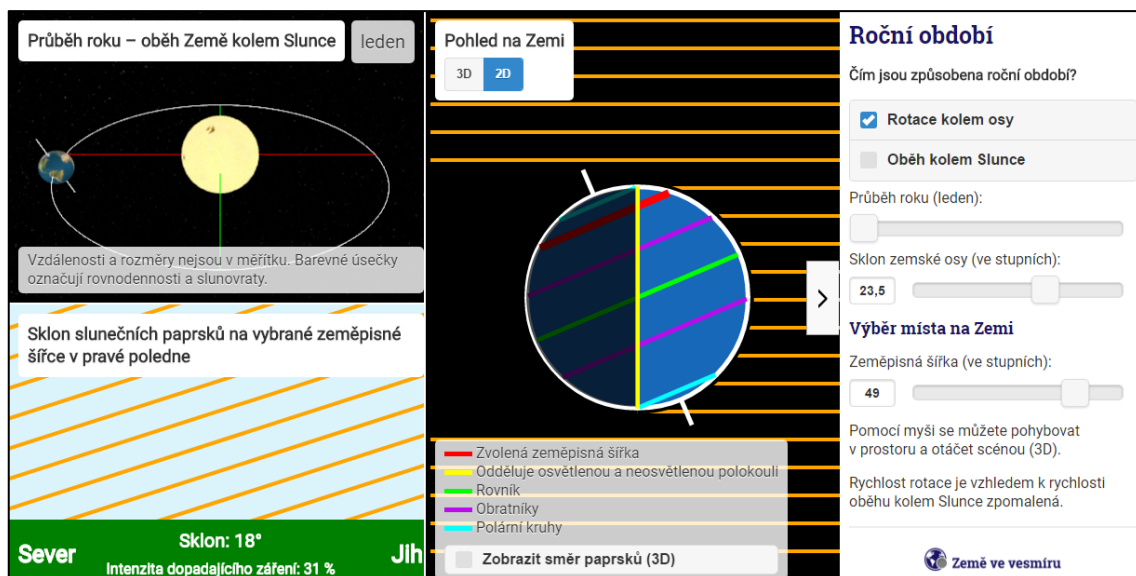 Průběh roku – oběh Země kolem Slunce
leden
Vzdálenosti a rozměry nejsou v měřítku. Barevné úsečky
označují rovnodennosti a slunovraty.
Sklon slunečních paprsků na vybrané zeměpisné
šířce v pravé poledne
Sklon: 18°
Sever
Jih
Intenzita dopadajícího záření: 31 %
Pohled na Zemi
3D
2D
Zvolená zeměpisná šířka
Odděluje osvětlenou a neosvětlenou polokouli
Rovník
Obratníky
Polární kruhy
Zobrazit směr paprsků (3D)
Roční období
Čím jsou způsobena roční období?
Rotace kolem osy
Oběh kolem Slunce
Průběh roku (leden):
Sklon zemské osy (ve stupních):
23,5
Výběr místa na Zemi
Zeměpisná šířka (ve stupních):
49
Pomocí myši se můžete pohybovat
v prostoru a otáčet scénou (3D).
Rychlost rotace je vzhledem k rychlosti
oběhu kolem Slunce zpomalená.
Země ve vesmíru